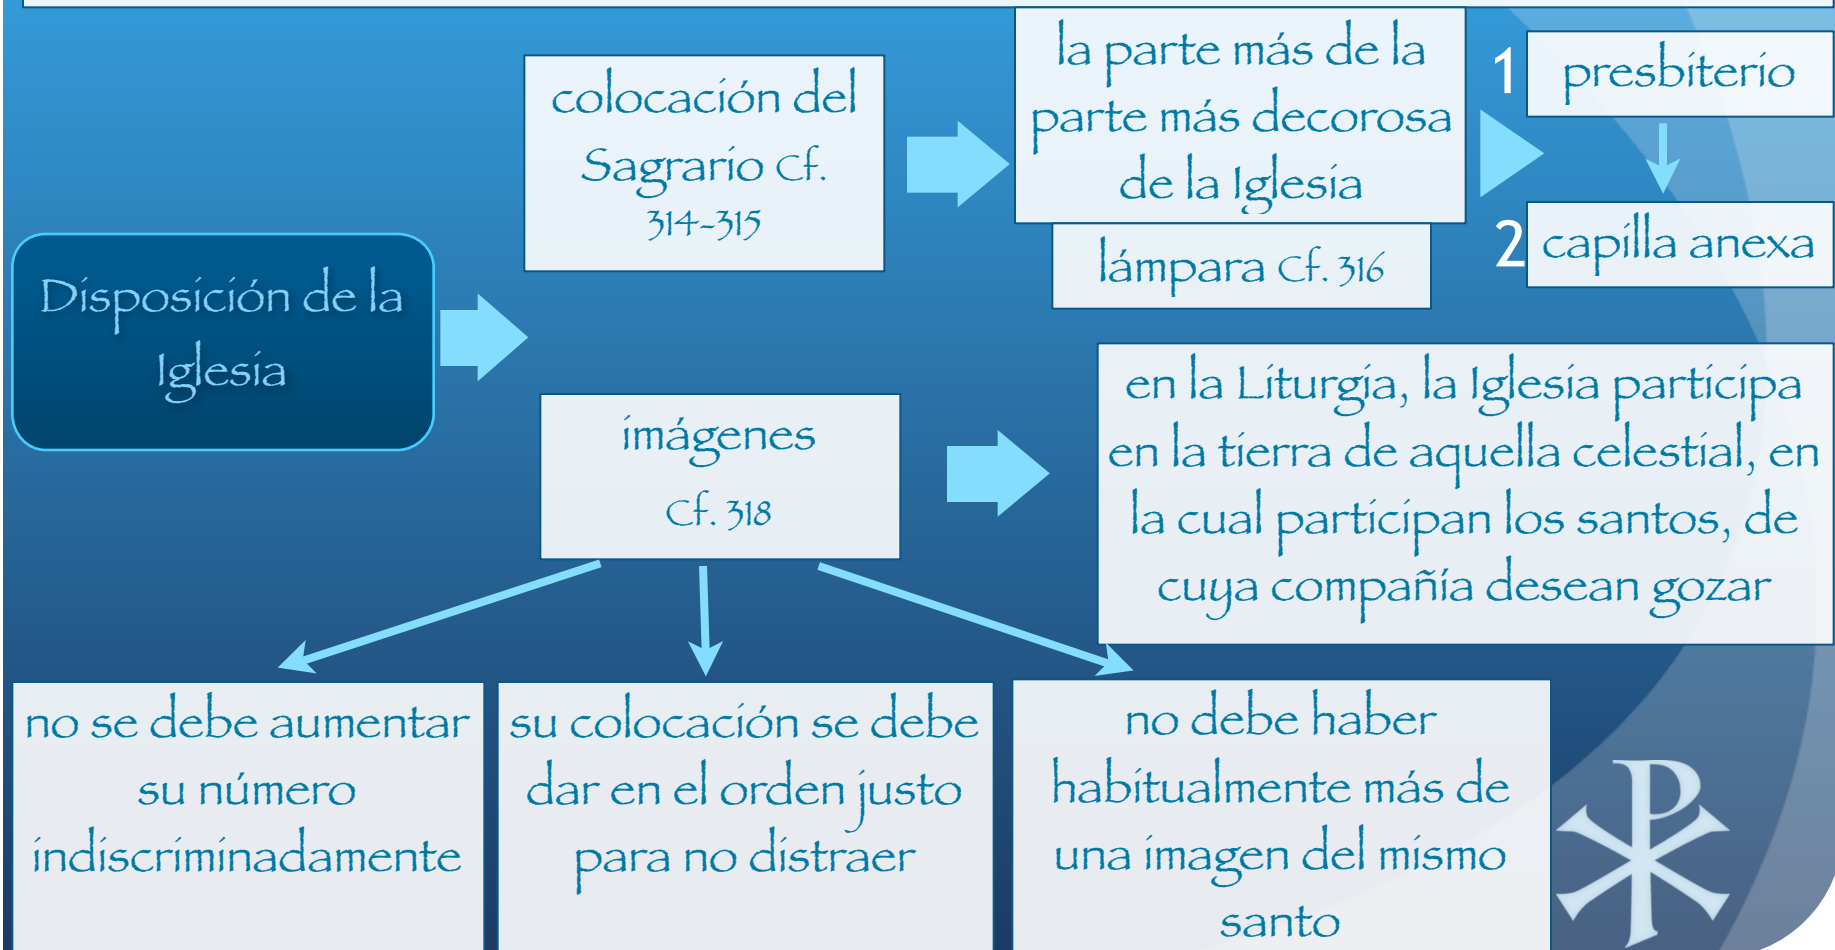 Disposición de la
Iglesia
colocación del
Sagrario Cf.
314-315
la parte más de la
parte más decorosa
de la Iglesia
lámpara Cf. 316
1
presbiterio
2
capilla anexa
imágenes
Cf. 318
en la Liturgia, la Iglesia participa
en la tierra de aquella celestial, en
la cual participan los santos, de
cuya compañía desean gozar
no se debe aumentar
su número
indiscriminadamente
su colocación se debe
dar en el orden justo
para no distraer
no debe haber
habitualmente más de
una imagen del mismo
santo